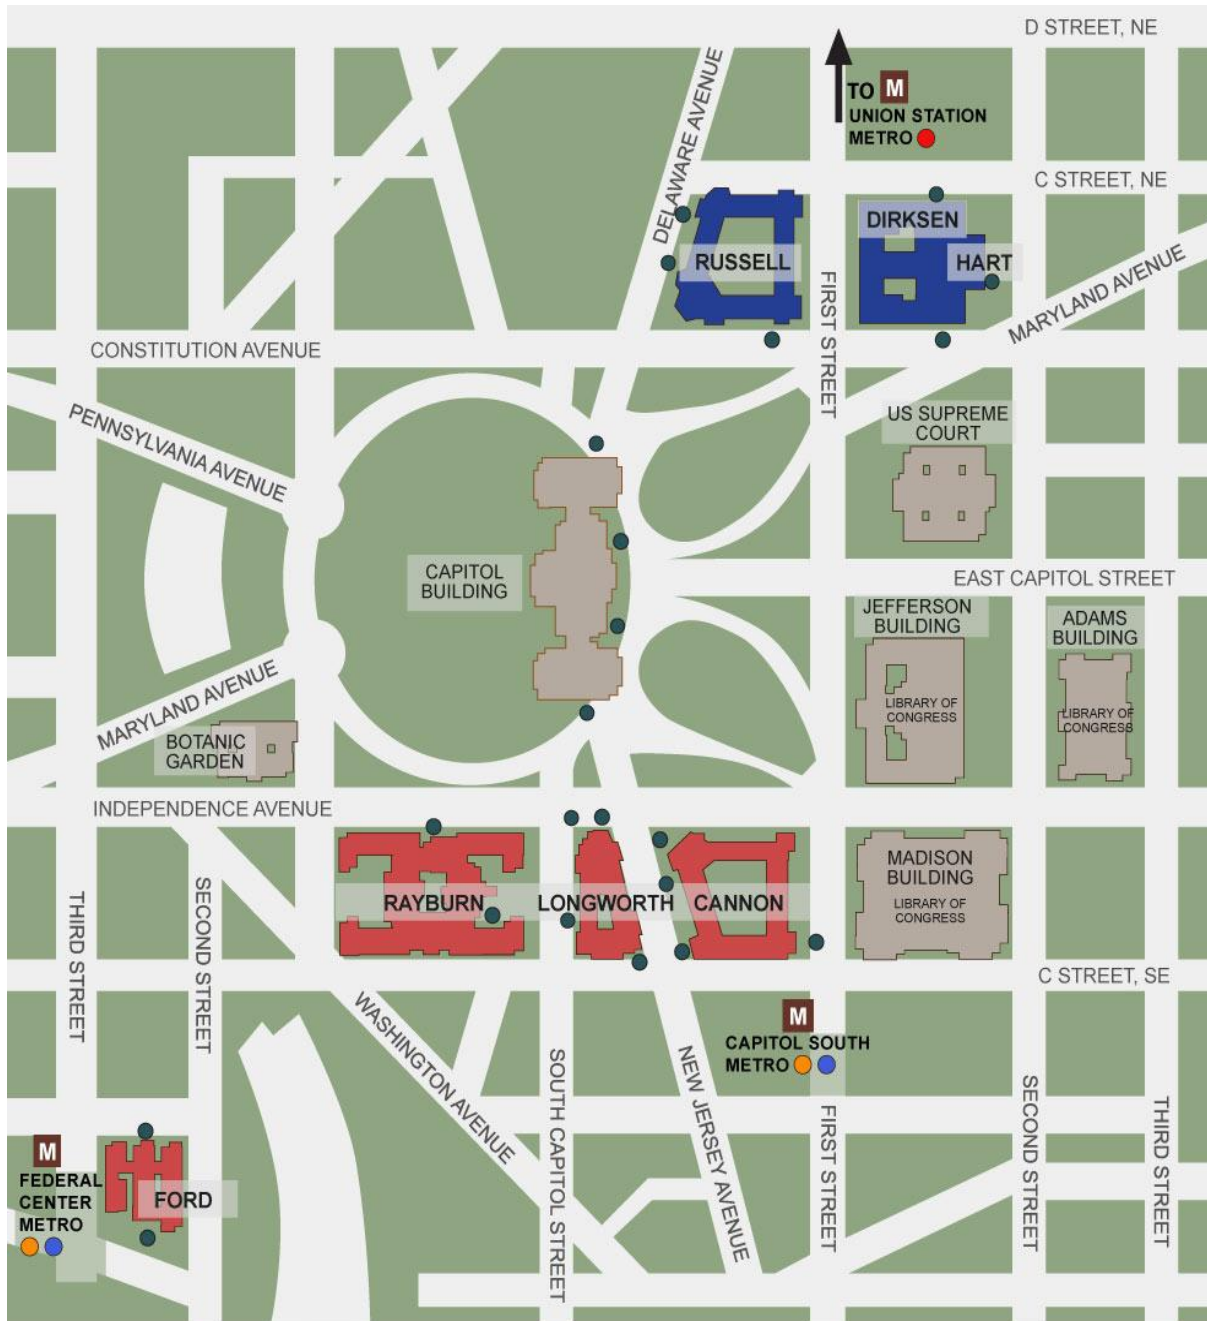 D STREET, NE
DELAWARE AVENUE
TO M
UNION STATION
METRO
C STREET, NE
DIRKSEN
RUSSELL
HART
FIRST STREET
MARYLAND AVENUE
CONSTITUTION AVENUE
PENNSYLVANIA AVENUE
US SUPREME
COURT
CAPITOL
BUILDING
EAST CAPITOL STREET
JEFFERSON
BUILDING
ADAMS
BUILDING
LIBRARY OF
CONGRESS
LIBRARY OF
CONGRESS
MARYLAND AVENUE
BOTANIC
GARDEN
INDEPENDENCE AVENUE
MADISON
BUILDING
LIBRARY OF
CONGRESS
RAYBURN
LONGWORTH
CANNON
THIRD STREET
SECOND STREET
C STREET, SE
WASHINGTON AVENUE
M
CAPITOL SOUTH
METRO
SOUTH CAPITOL STREET
NEW JERSEY AVENUE
FIRST STREET
SECOND STREET
THIRD STREET
M
FEDERAL
CENTER
METRO
FORD